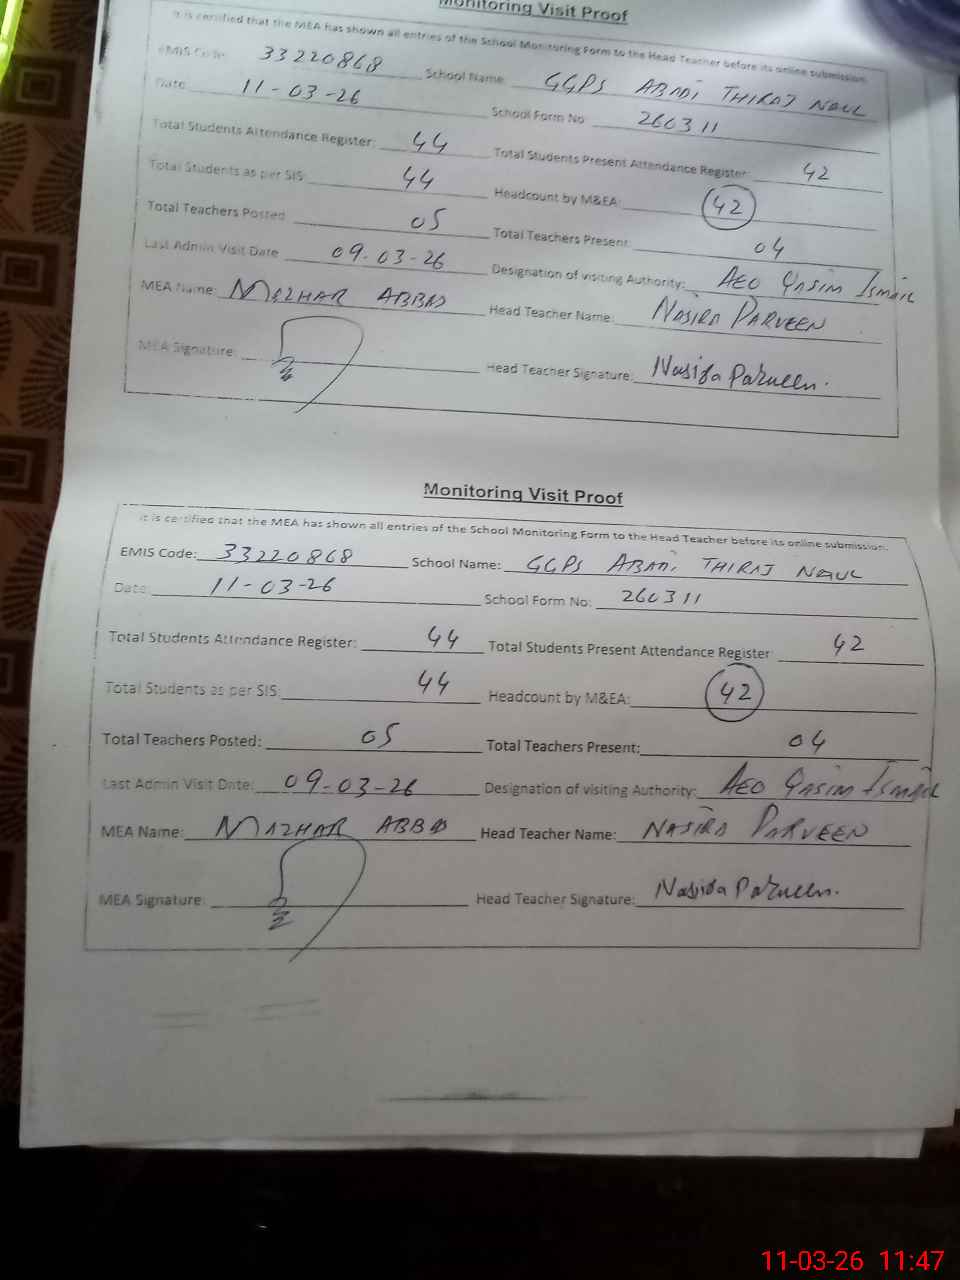 Monitoring Visit Proof
It is certified that the MEA has shown all entries of the School Monitoring Form to the Head Teacher before its online submission.
EMIS Code: 33220868 School Name: GGPS ABADI THIRAJ NAUL
Date: 11-03-26 School Form No: 260311
Total Students Attendance Register: 44 Total Students Present Attendance Register: 42
Total Students as per SIS: 44 Headcount by M&EA: 42
Total Teachers Posted 05 Total Teachers Present: 04
Last Admin Visit Date 09-03-26 Designation of visiting Authority: AEO QASIM ISMAIL
MEA Name: MAZHAR ABBAS Head Teacher Name: NASIRA PARVEEN
MEA Signature: Head Teacher Signature: Nasira Parveen.
Monitoring Visit Proof
It is certified that the MEA has shown all entries of the School Monitoring Form to the Head Teacher before its online submission.
EMIS Code: 33220868 School Name: GGPS ABADI THIRAJ NAUL
Date: 11-03-26 School Form No: 260311
Total Students Attendance Register: 44 Total Students Present Attendance Register: 42
Total Students as per SIS: 44 Headcount by M&EA: 42
Total Teachers Posted: 05 Total Teachers Present: 04
Last Admin Visit Date: 09-03-26 Designation of visiting Authority: AEO QASIM ISMAIL
MEA Name: MAZHAR ABBAS Head Teacher Name: NASIRA PARVEEN
MEA Signature: Head Teacher Signature: Nasira Parveen.
11-03-26 11:47